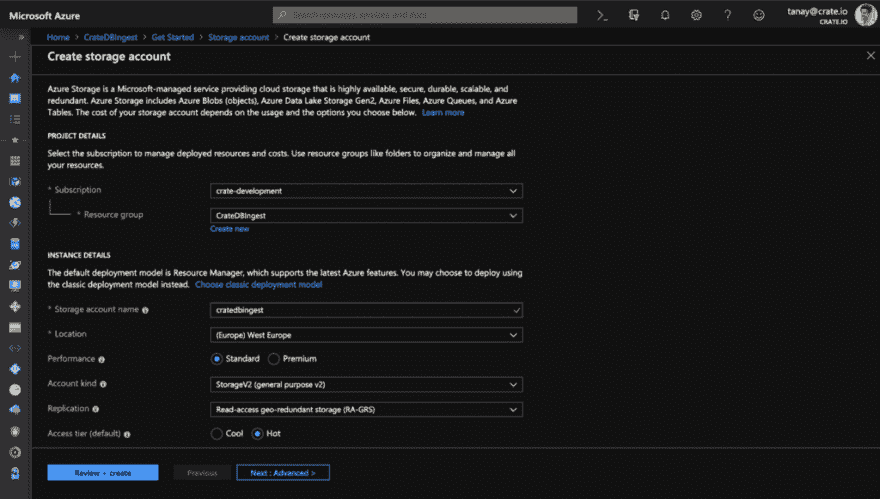 Microsoft Azure
Search resources, services and docs
tanay@crate.io
CRATE.IO
Home > CrateDBIngest > Get Started > Storage account > Create storage account
Create storage account
Azure Storage is a Microsoft-managed service providing cloud storage that is highly available, secure, durable, scalable, and
redundant. Azure Storage includes Azure Blobs (objects), Azure Data Lake Storage Gen2, Azure Files, Azure Queues, and Azure
Tables. The cost of your storage account depends on the usage and the options you choose below. Learn more
PROJECT DETAILS
Select the subscription to manage deployed resources and costs. Use resource groups like folders to organize and manage all
your resources.
* Subscription
crate-development
* Resource group
CrateDBIngest
Create new
INSTANCE DETAILS
The default deployment model is Resource Manager, which supports the latest Azure features. You may choose to deploy using
the classic deployment model instead. Choose classic deployment model
* Storage account name
cratedbingest
* Location
(Europe) West Europe
Performance
Standard Premium
Account kind
StorageV2 (general purpose v2)
Replication
Read-access geo-redundant storage (RA-GRS)
Access tier (default)
Cool Hot
Review + create Previous Next : Advanced >